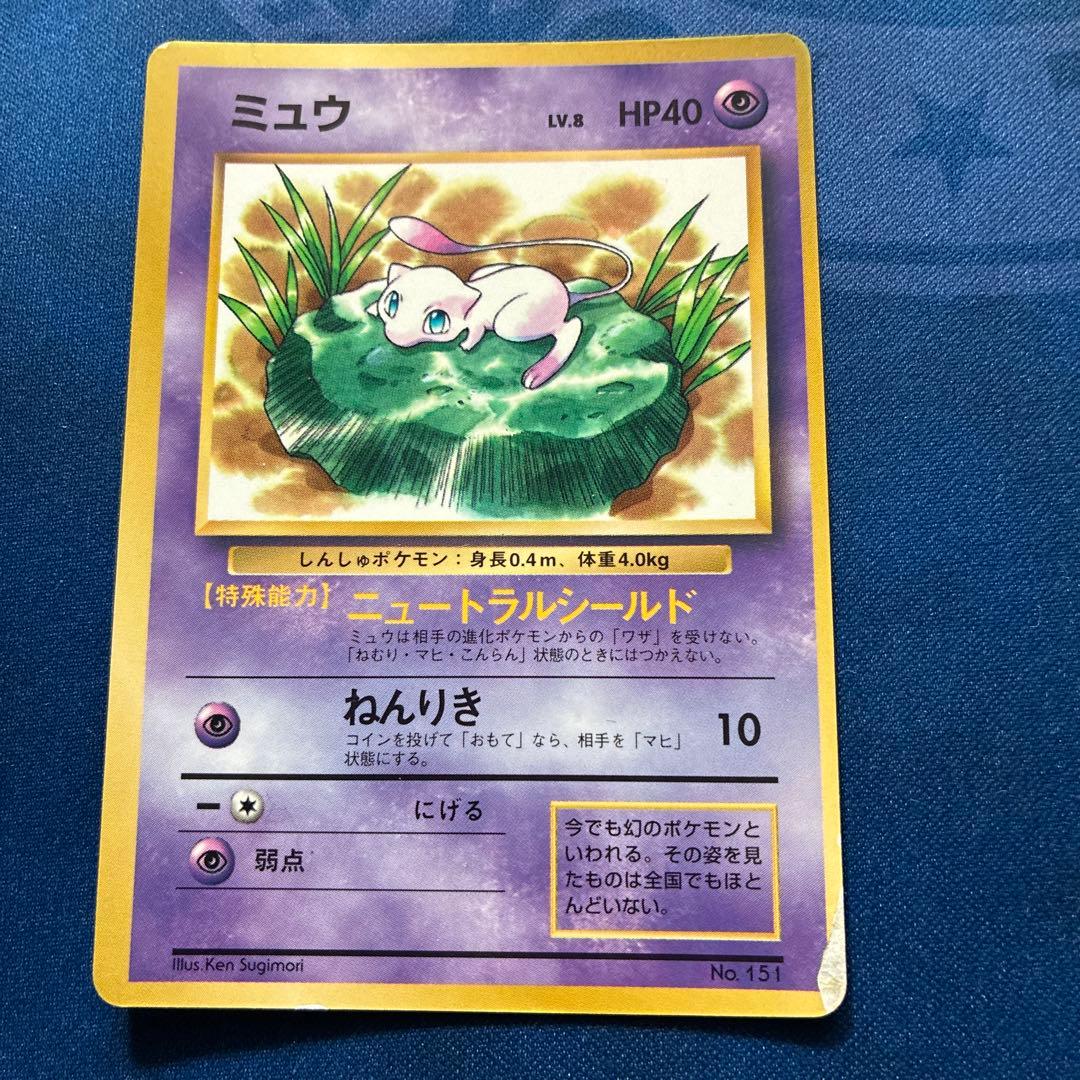 ミュウ LV.8 HP40
しんしゅポケモン：身長0.4m、体重4.0kg
【特殊能力】 ニュートラルシールド
ミュウは相手の進化ポケモンからの「ワザ」を受けない。
「ねむり・マヒ・こんらん」状態のときにはつかえない。
ねんりき 10
コインを投げて「おもて」なら、相手を「マヒ」
状態にする。
ー にげる
弱点
今でも幻のポケモンと
いわれる。その姿を見
たものは全国でもほと
んどいない。
Illus.Ken Sugimori
No. 151